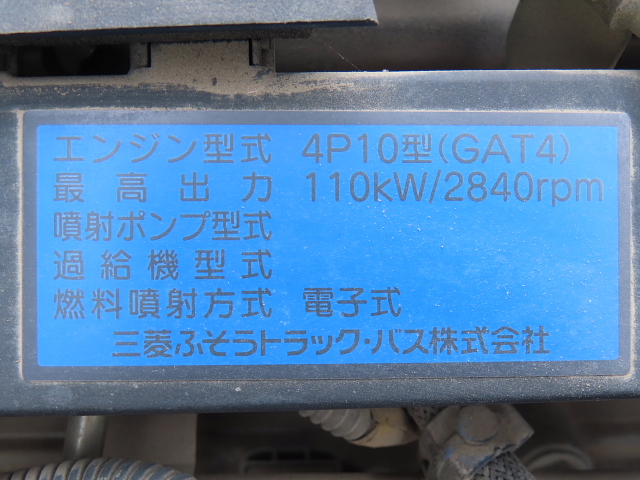 エンジン型式 4P10型(GAT4)
最高出力 110kW/2840rpm
噴射ポンプ型式
過給機型式
燃料噴射方式 電子式
三菱ふそうトラック・バス株式会社